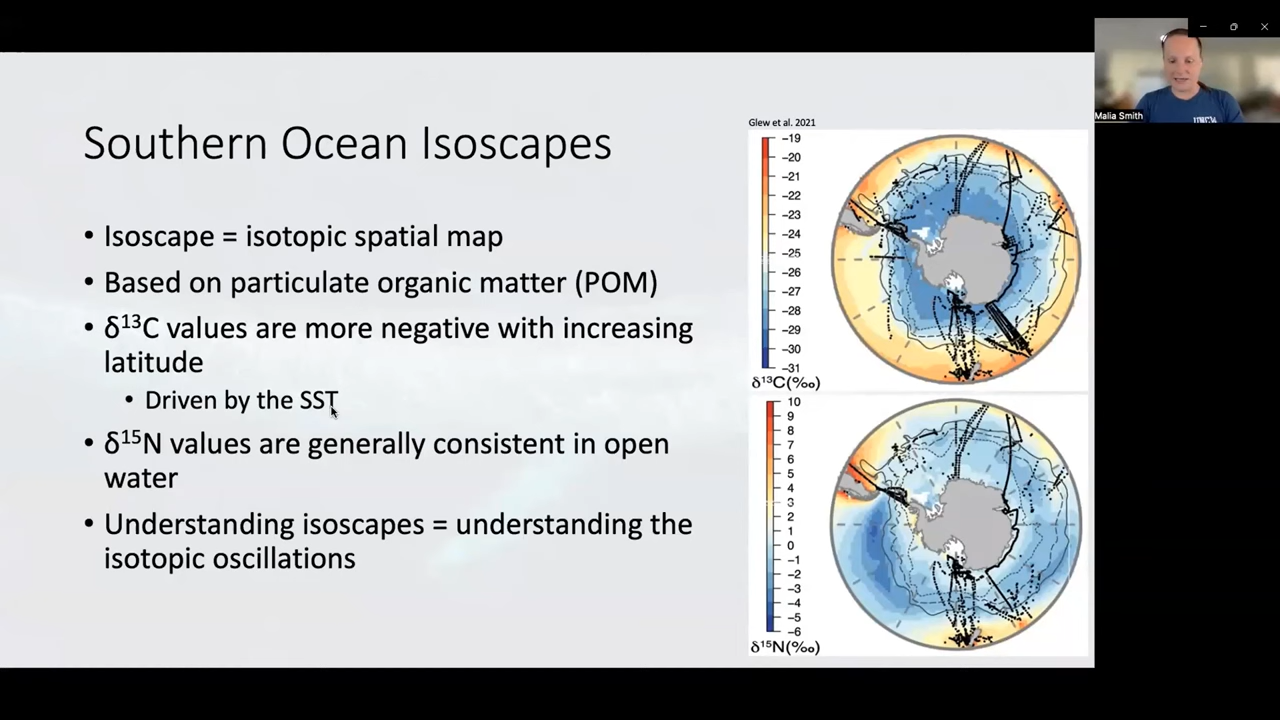 Malia Smith
Southern Ocean Isoscapes
• Isoscape = isotopic spatial map
• Based on particulate organic matter (POM)
• δ¹³C values are more negative with increasing
latitude
• Driven by the SST
• δ¹⁵N values are generally consistent in open
water
• Understanding isoscapes = understanding the
isotopic oscillations
Glew et al. 2021
−19
−20
−21
−22
−23
−24
−25
−26
−27
−28
−29
−30
−31
δ¹³C(‰)
10
9
8
7
6
5
4
3
2
1
0
−1
−2
−3
−4
−5
−6
δ¹⁵N(‰)